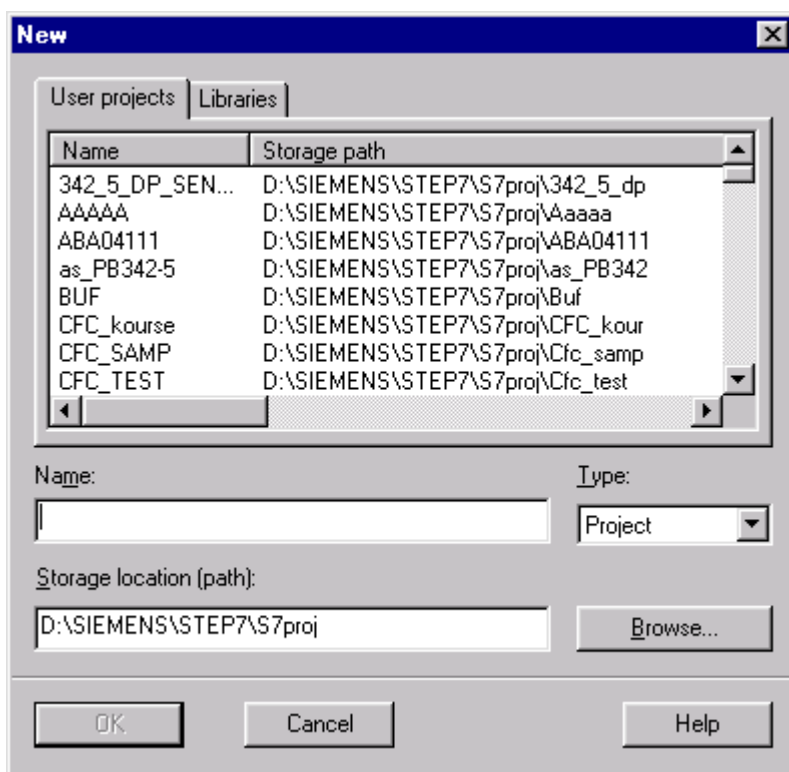 New
User projects Libraries
Name Storage path
342_5_DP_SEN... D:\SIEMENS\STEP7\S7proj\342_5_dp
AAAAA D:\SIEMENS\STEP7\S7proj\Aaaaa
ABA04111 D:\SIEMENS\STEP7\S7proj\ABA04111
as_PB342-5 D:\SIEMENS\STEP7\S7proj\as_PB342
BUF D:\SIEMENS\STEP7\S7proj\Buf
CFC_kourse D:\SIEMENS\STEP7\S7proj\CFC_kour
CFC_SAMP D:\SIEMENS\STEP7\S7proj\Cfc_samp
CFC_TEST D:\SIEMENS\STEP7\S7proj\Cfc_test
Name: Type:
Project
Storage location (path):
D:\SIEMENS\STEP7\S7proj Browse...
OK Cancel Help